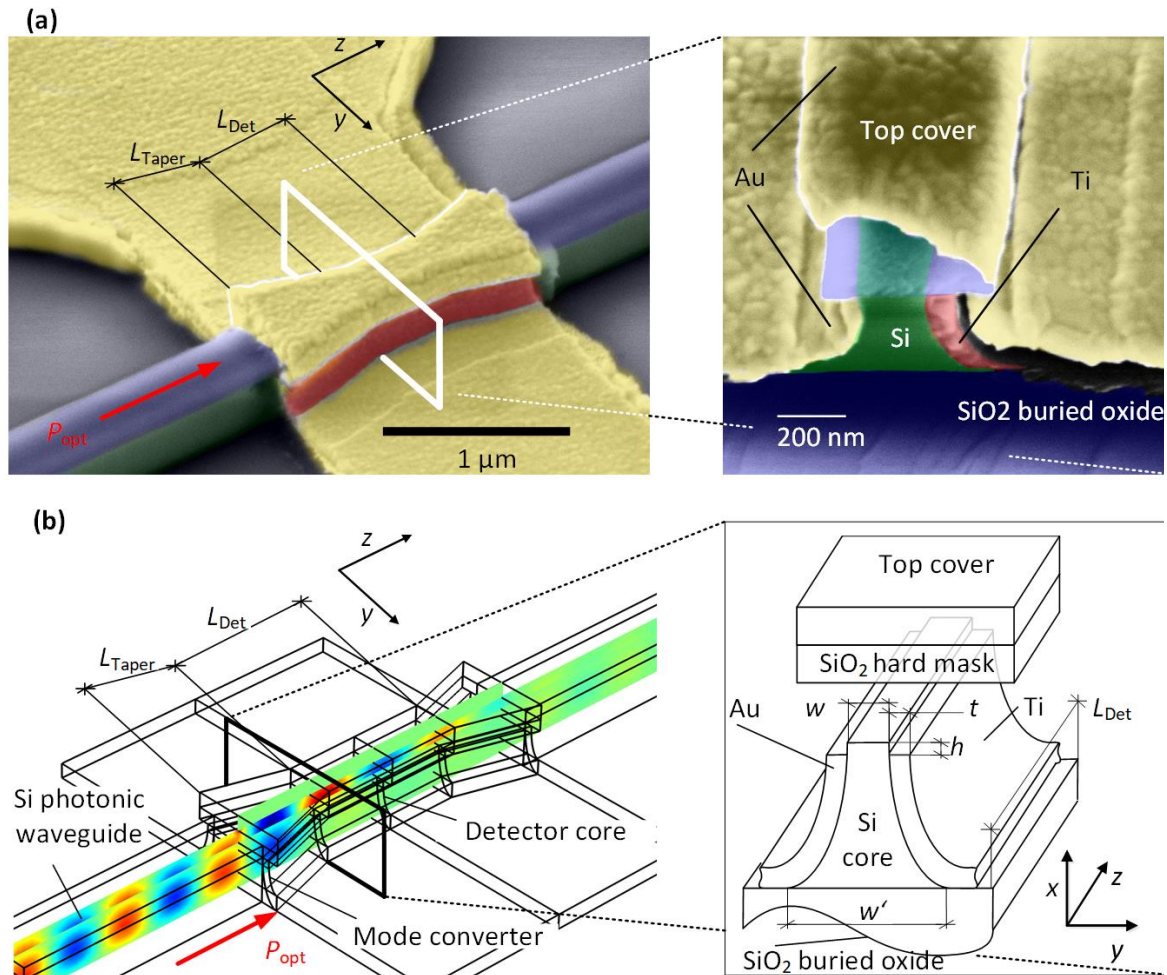 (a)
z
y
L_Det
L_Taper
P_opt
1 µm
Top cover
Au
Ti
Si
SiO2 buried oxide
200 nm
(b)
z
y
L_Det
L_Taper
Si photonic
waveguide
Detector core
Mode converter
P_opt
Top cover
SiO₂ hard mask
Au
w
t
Ti
L_Det
h
Si
core
w‘
x
z
y
SiO₂ buried oxide